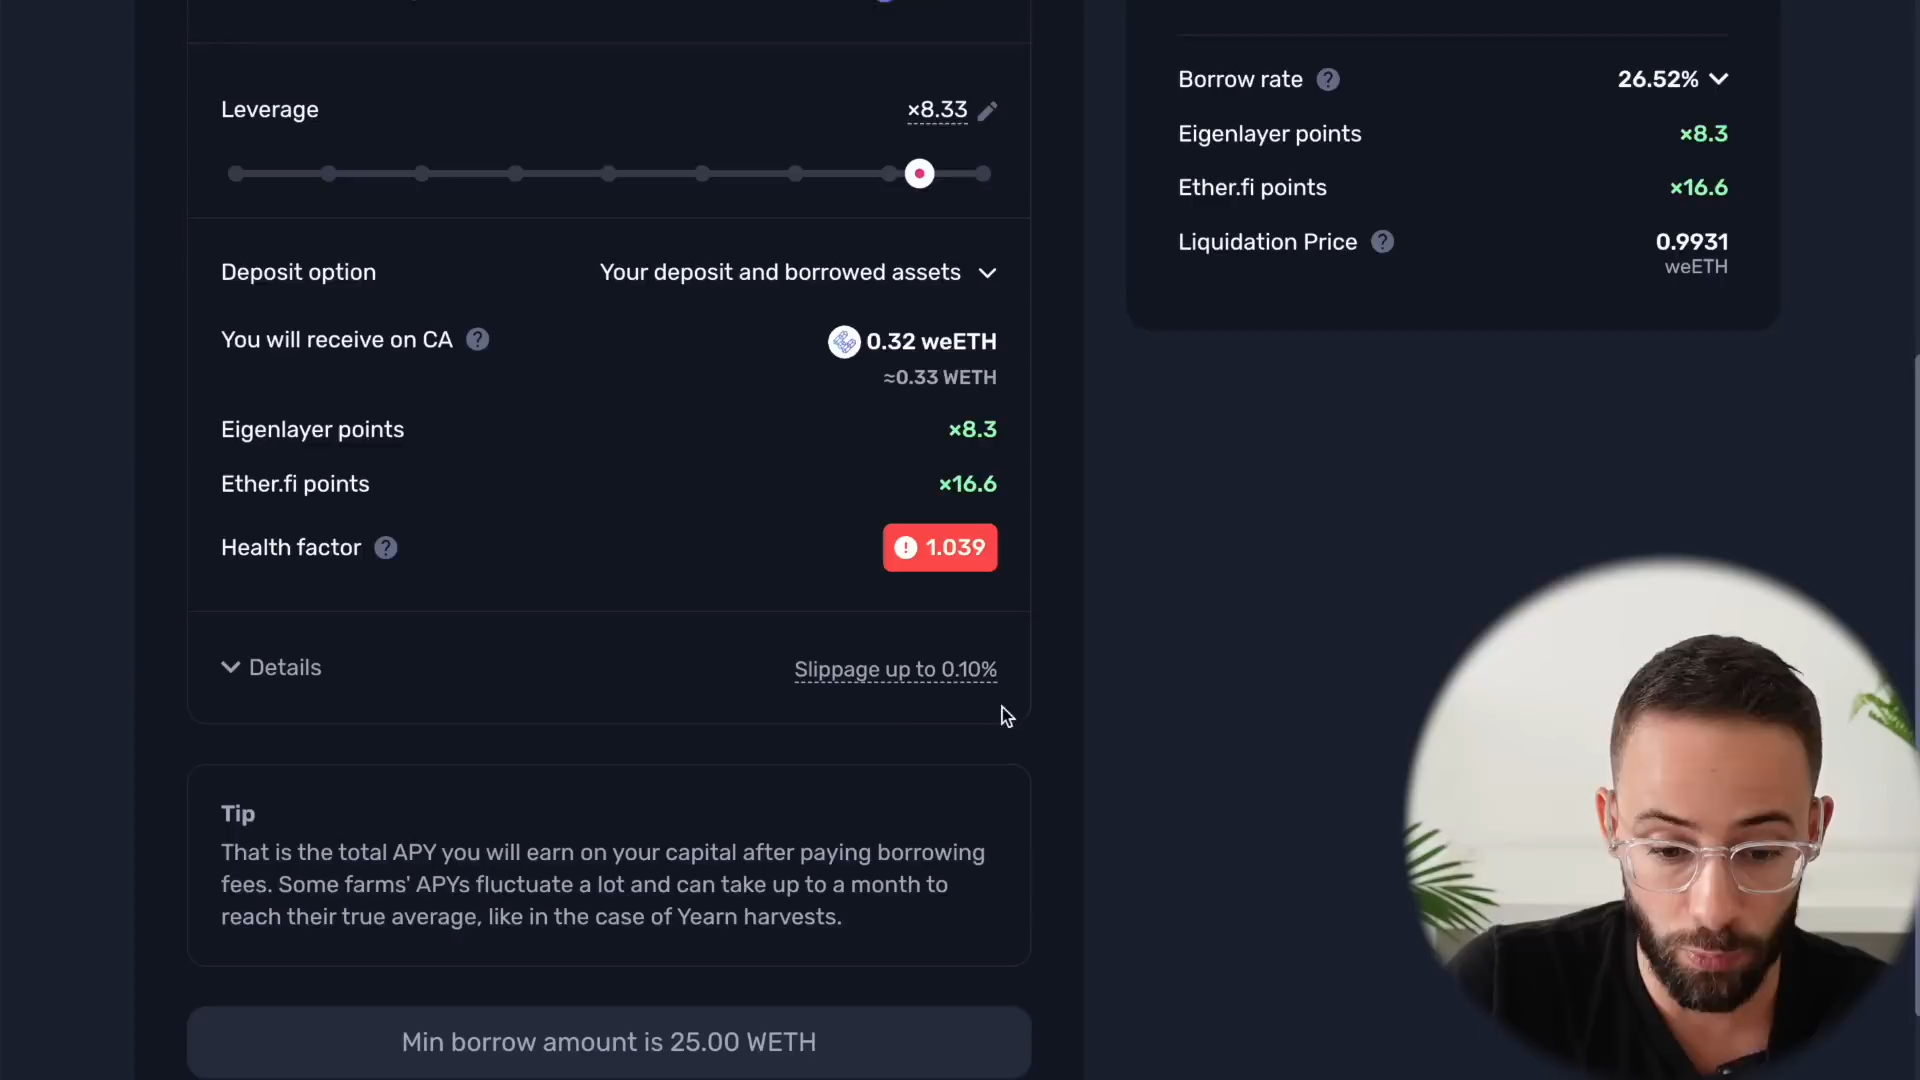 Leverage
×8.33
Deposit option
Your deposit and borrowed assets
You will receive on CA ?
0.32 weETH
≈0.33 WETH
Eigenlayer points
×8.3
Ether.fi points
×16.6
Health factor ?
! 1.039
Details
Slippage up to 0.10%
Tip
That is the total APY you will earn on your capital after paying borrowing
fees. Some farms' APYs fluctuate a lot and can take up to a month to
reach their true average, like in the case of Yearn harvests.
Min borrow amount is 25.00 WETH
Borrow rate ?
26.52%
Eigenlayer points
×8.3
Ether.fi points
×16.6
Liquidation Price ?
0.9931
weETH